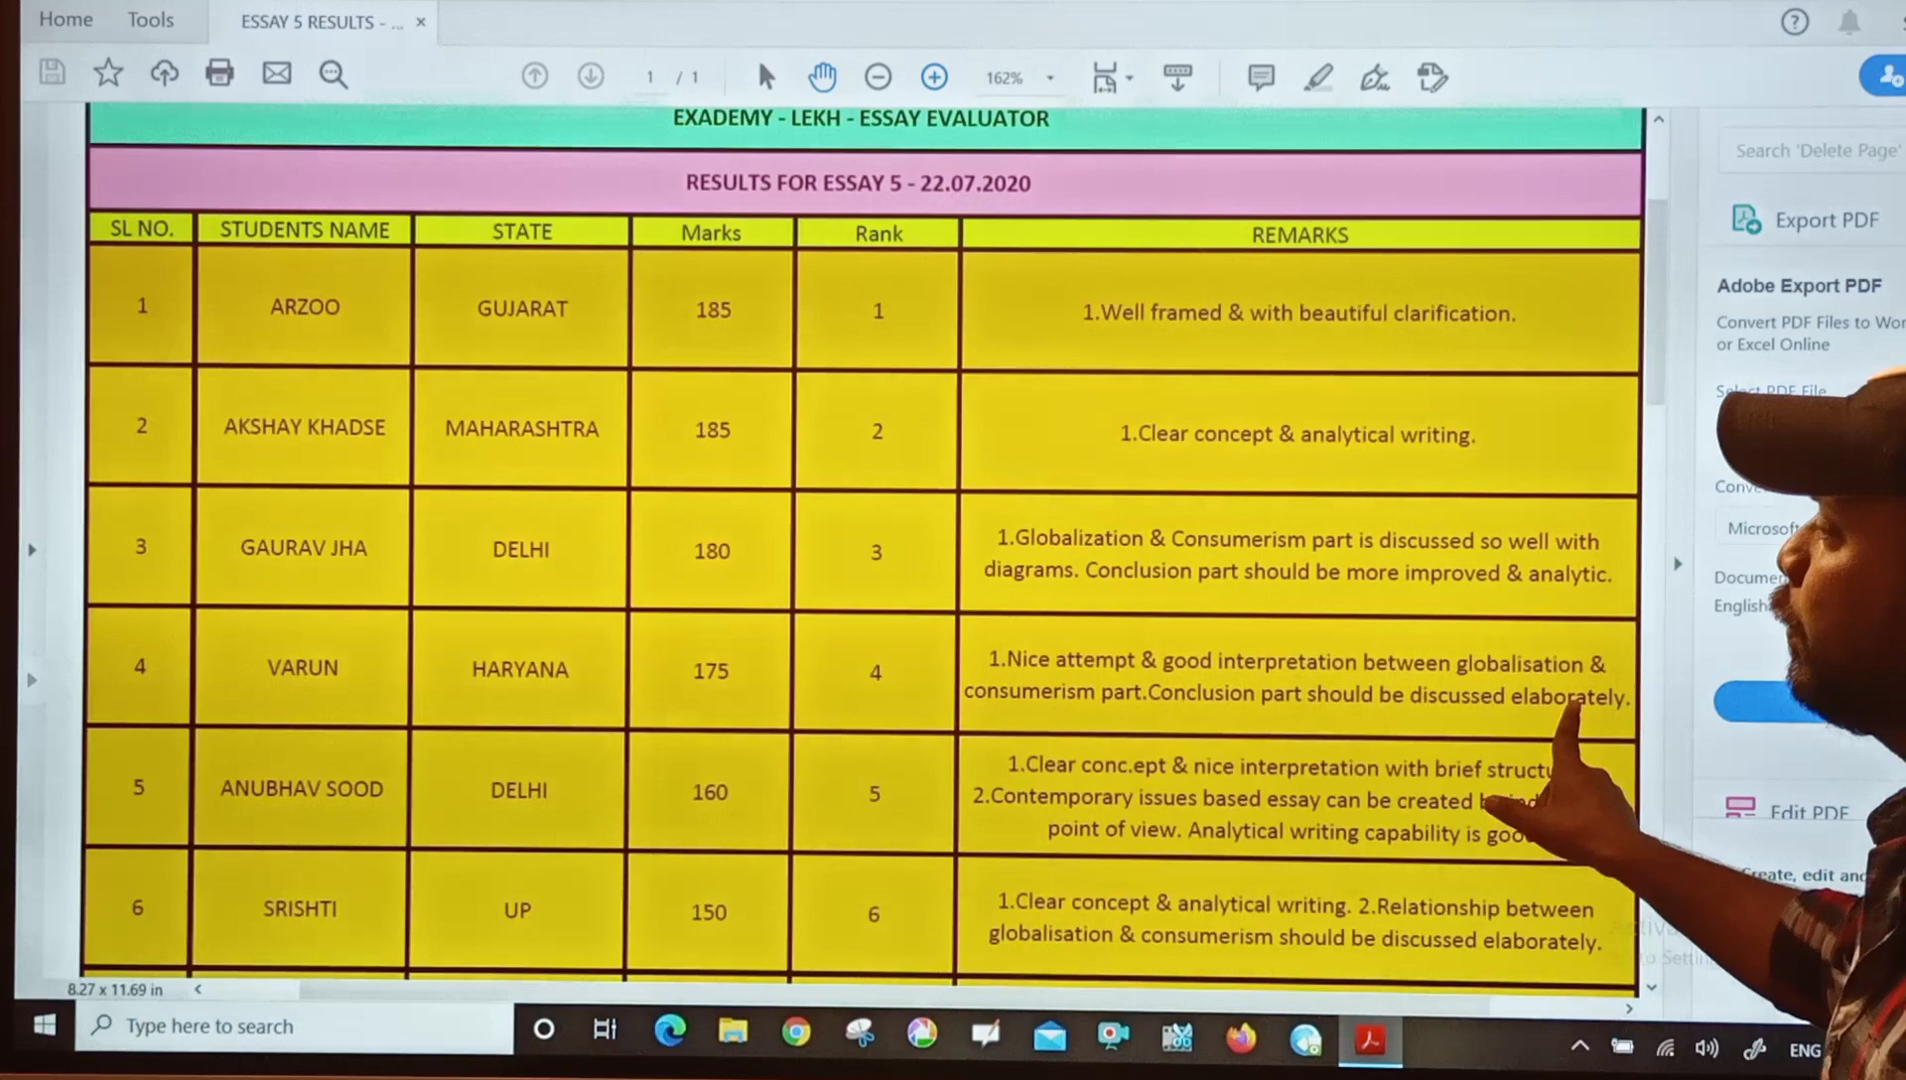 Home Tools ESSAY 5 RESULTS - ... ×
1 / 1 162%
EXADEMY - LEKH - ESSAY EVALUATOR
RESULTS FOR ESSAY 5 - 22.07.2020
SL NO. STUDENTS NAME STATE Marks Rank REMARKS
1 ARZOO GUJARAT 185 1 1.Well framed & with beautiful clarification.
2 AKSHAY KHADSE MAHARASHTRA 185 2 1.Clear concept & analytical writing.
3 GAURAV JHA DELHI 180 3 1.Globalization & Consumerism part is discussed so well with
diagrams. Conclusion part should be more improved & analytic.
4 VARUN HARYANA 175 4 1.Nice attempt & good interpretation between globalisation &
consumerism part.Conclusion part should be discussed elaborately.
5 ANUBHAV SOOD DELHI 160 5 1.Clear conc.ept & nice interpretation with brief
2.Contemporary issues based essay can be created
point of view. Analytical writing capability is
6 SRISHTI UP 150 6 1.Clear concept & analytical writing. 2.Relationship between
globalisation & consumerism should be discussed elaborately.
Search 'Delete Page'
Export PDF
Adobe Export PDF
Convert PDF Files to
or Excel Online
Select PDF File
Microsoft
English
Edit PDF
Create, edit and
8.27 x 11.69 in
Type here to search
ENG